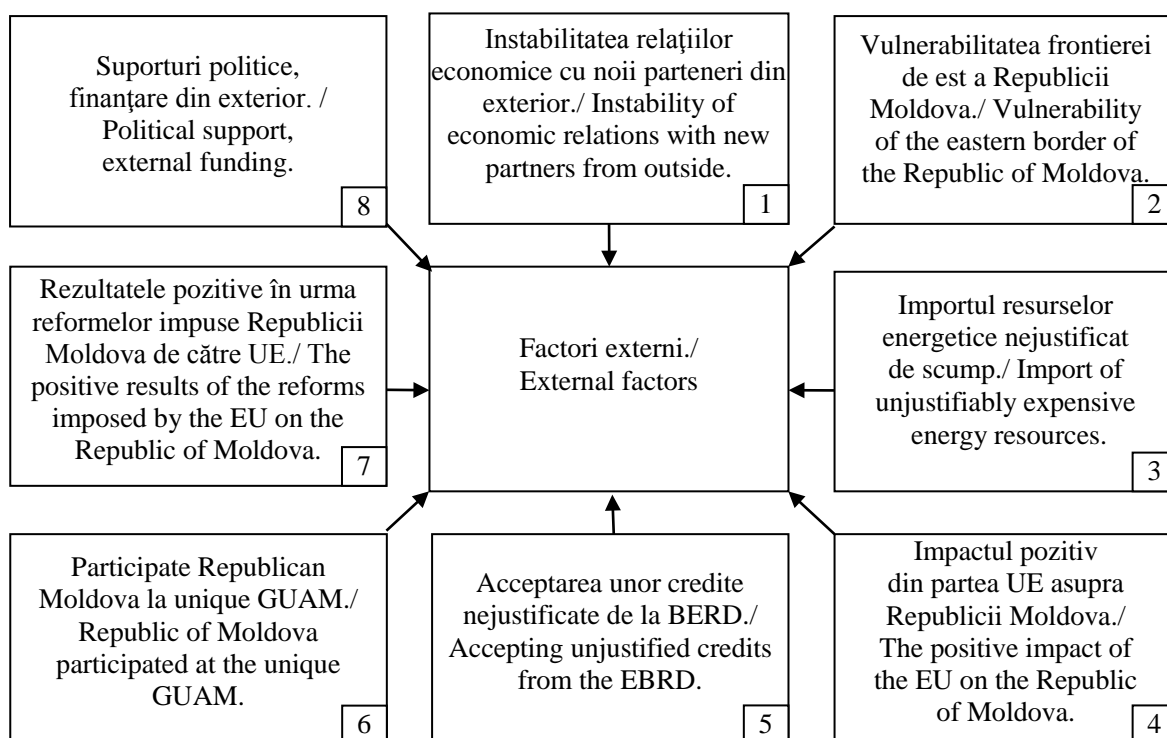 Suporturi politice,
finanţare din exterior. /
Political support,
external funding.
8
Instabilitatea relaţiilor
economice cu noii parteneri din
exterior./ Instability of
economic relations with new
partners from outside.
1
Vulnerabilitatea frontierei
de est a Republicii
Moldova./ Vulnerability
of the eastern border of
the Republic of Moldova.
2
Rezultatele pozitive în urma
reformelor impuse Republicii
Moldova de către UE./ The
positive results of the reforms
imposed by the EU on the
Republic of Moldova.
7
Factori externi./
External factors
Importul resurselor
energetice nejustificat
de scump./ Import of
unjustifiably expensive
energy resources.
3
Participate Republican
Moldova la unique GUAM./
Republic of Moldova
participated at the unique
GUAM.
6
Acceptarea unor credite
nejustificate de la BERD./
Accepting unjustified credits
from the EBRD.
5
Impactul pozitiv
din partea UE asupra
Republicii Moldova./
The positive impact of
the EU on the Republic
of Moldova.
4